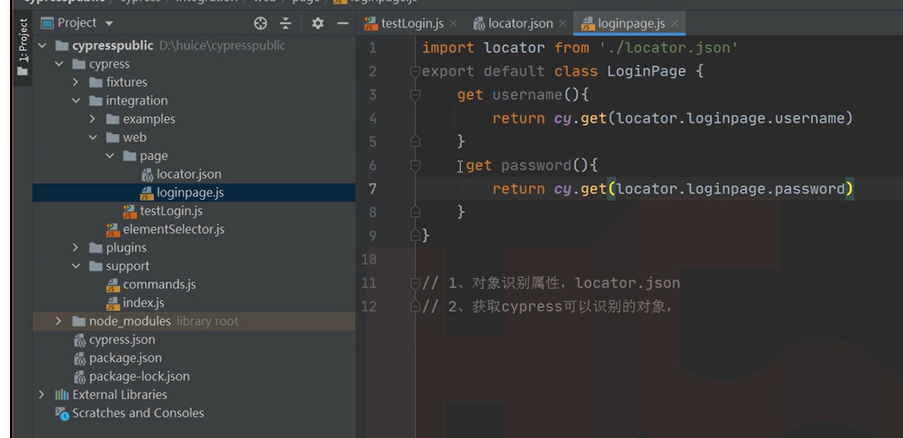 Project
testLogin.js
locator.json
loginpage.js
1: Project
cypresspublic D:\huice\cypresspublic
cypress
fixtures
integration
examples
web
page
locator.json
loginpage.js
testLogin.js
elementSelector.js
plugins
support
commands.js
index.js
node_modules library root
cypress.json
package.json
package-lock.json
External Libraries
Scratches and Consoles
1 import locator from './locator.json'
2 export default class LoginPage {
3 get username(){
4 return cy.get(locator.loginpage.username)
5 }
6 get password(){
7 return cy.get(locator.loginpage.password)
8 }
9 }
10
11 // 1、对象识别属性，locator.json
12 // 2、获取cypress可以识别的对象，